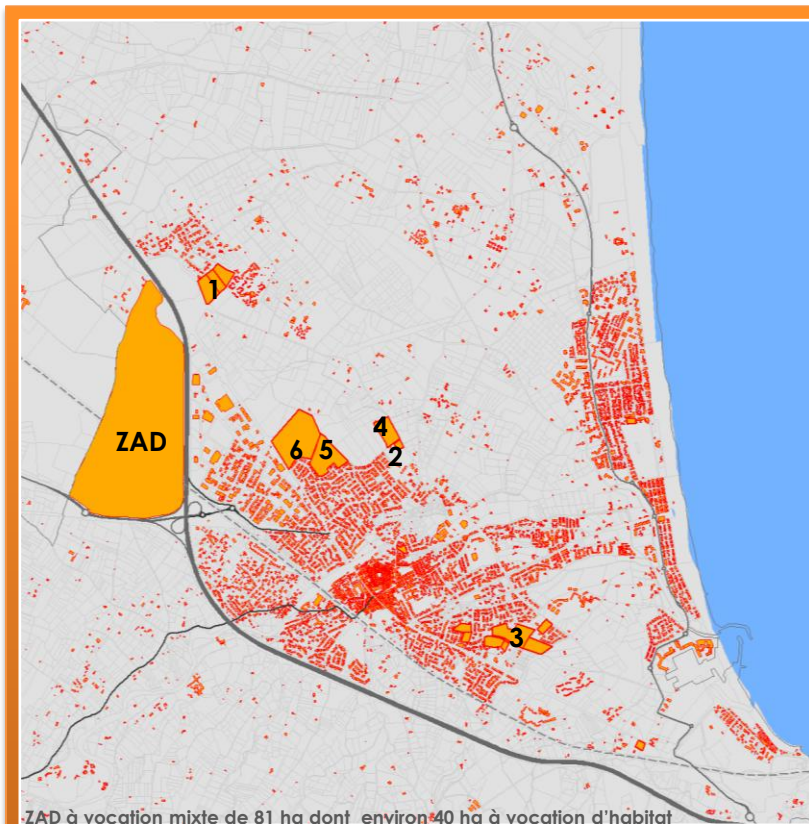 1
ZAD
4
6 5
2
3
ZAD à vocation mixte de 81 ha dont environ 40 ha à vocation d'habitat